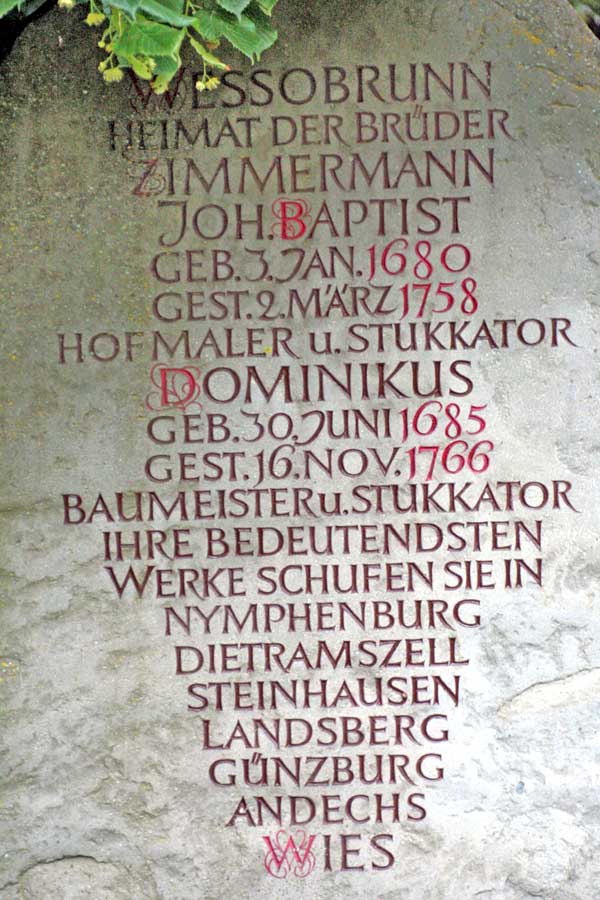 WESSOBRUNN
HEIMAT DER BRÜDER
ZIMMERMANN
JOH. BAPTIST
GEB. 3. JAN. 1680
GEST. 2. MÄRZ 1758
HOFMALER u. STUKKATOR
DOMINIKUS
GEB. 30. JUNI 1685
GEST. 16. NOV. 1766
BAUMEISTER u. STUKKATOR
IHRE BEDEUTENDSTEN
WERKE SCHUFEN SIE IN
NYMPHENBURG
DIETRAMSZELL
STEINHAUSEN
LANDSBERG
GÜNZBURG
ANDECHS
WIES